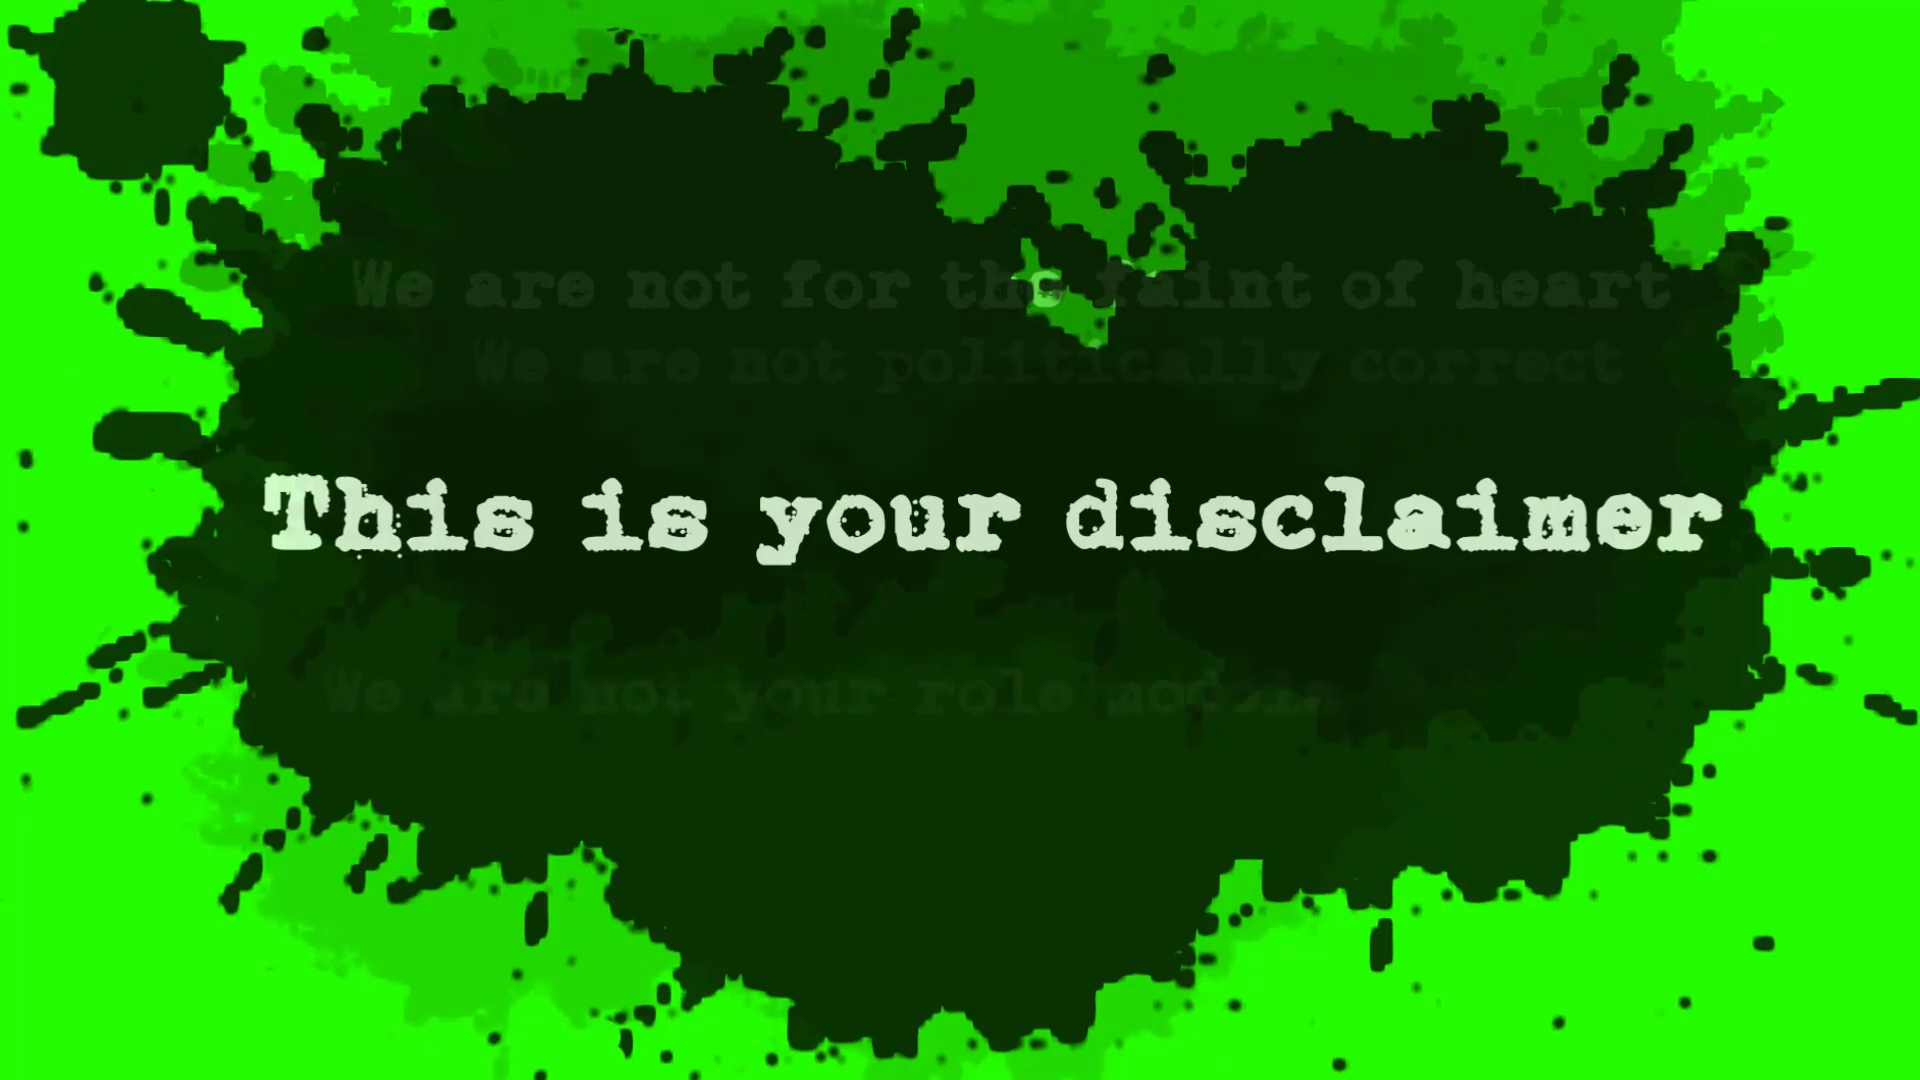 We are not for the faint of heart
We are not politically correct
This is your disclaimer
We are not your role models